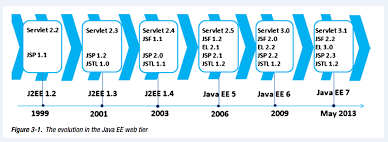 Servlet 2.2
JSP 1.1
Servlet 2.3
JSP 1.2
JSTL 1.0
Servlet 2.4
JSF 1.1
JSP 2.0
JSTL 1.1
Servlet 2.5
JSF 1.2
EL 2.1
JSP 2.1
JSTL 1.2
Servlet 3.0
JSF 2.0
EL 2.2
JSP 2.2
JSTL 1.2
Servlet 3.1
JSF 2.2
EL 3.0
JSP 2.3
JSTL 1.2
J2EE 1.2
J2EE 1.3
J2EE 1.4
Java EE 5
Java EE 6
Java EE 7
1999
2001
2003
2006
2009
May 2013
Figure 3-1. The evolution in the Java EE web tier